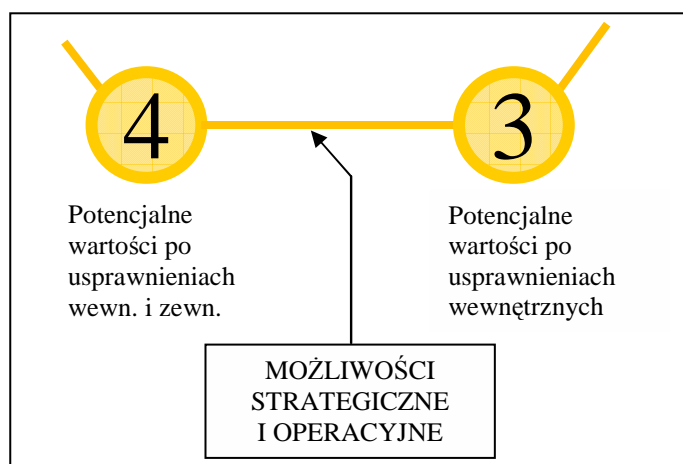 4
3
Potencjalne
wartości po
usprawnieniach
wewn. i zewn.
Potencjalne
wartości po
usprawnieniach
wewnętrznych
MOŻLIWOŚCI
STRATEGICZNE
I OPERACYJNE